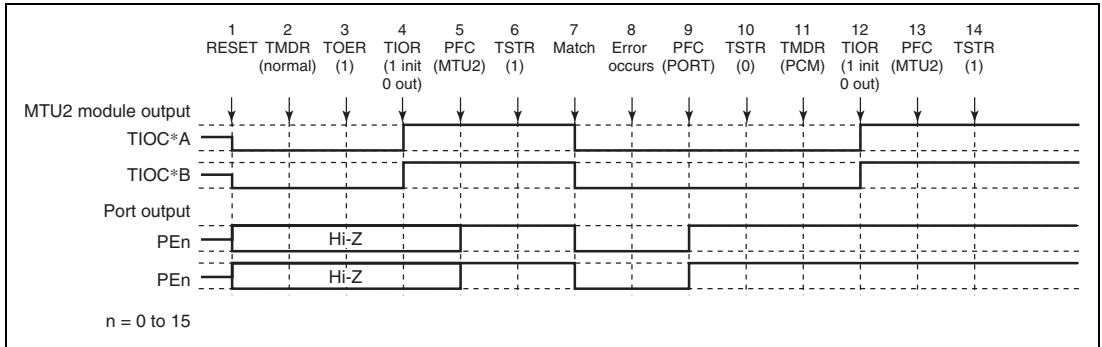 1 2 3 4 5 6 7 8 9 10 11 12 13 14
RESET TMDR TOER TIOR PFC TSTR Match Error PFC TSTR TMDR TIOR PFC TSTR
(normal) (1) (1 init (MTU2) (1) occurs (PORT) (0) (PCM) (1 init (MTU2) (1)
0 out) 0 out)
MTU2 module output
TIOC*A
TIOC*B
Port output
PEn Hi-Z
PEn Hi-Z
n = 0 to 15